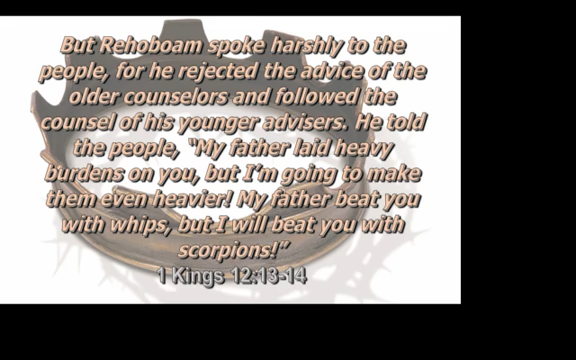 But Rehoboam spoke harshly to the
people, for he rejected the advice of the
older counselors and followed the
counsel of his younger advisers. He told
the people, “My father laid heavy
burdens on you, but I’m going to make
them even heavier! My father beat you
with whips, but I will beat you with
scorpions!”
1 Kings 12:13-14